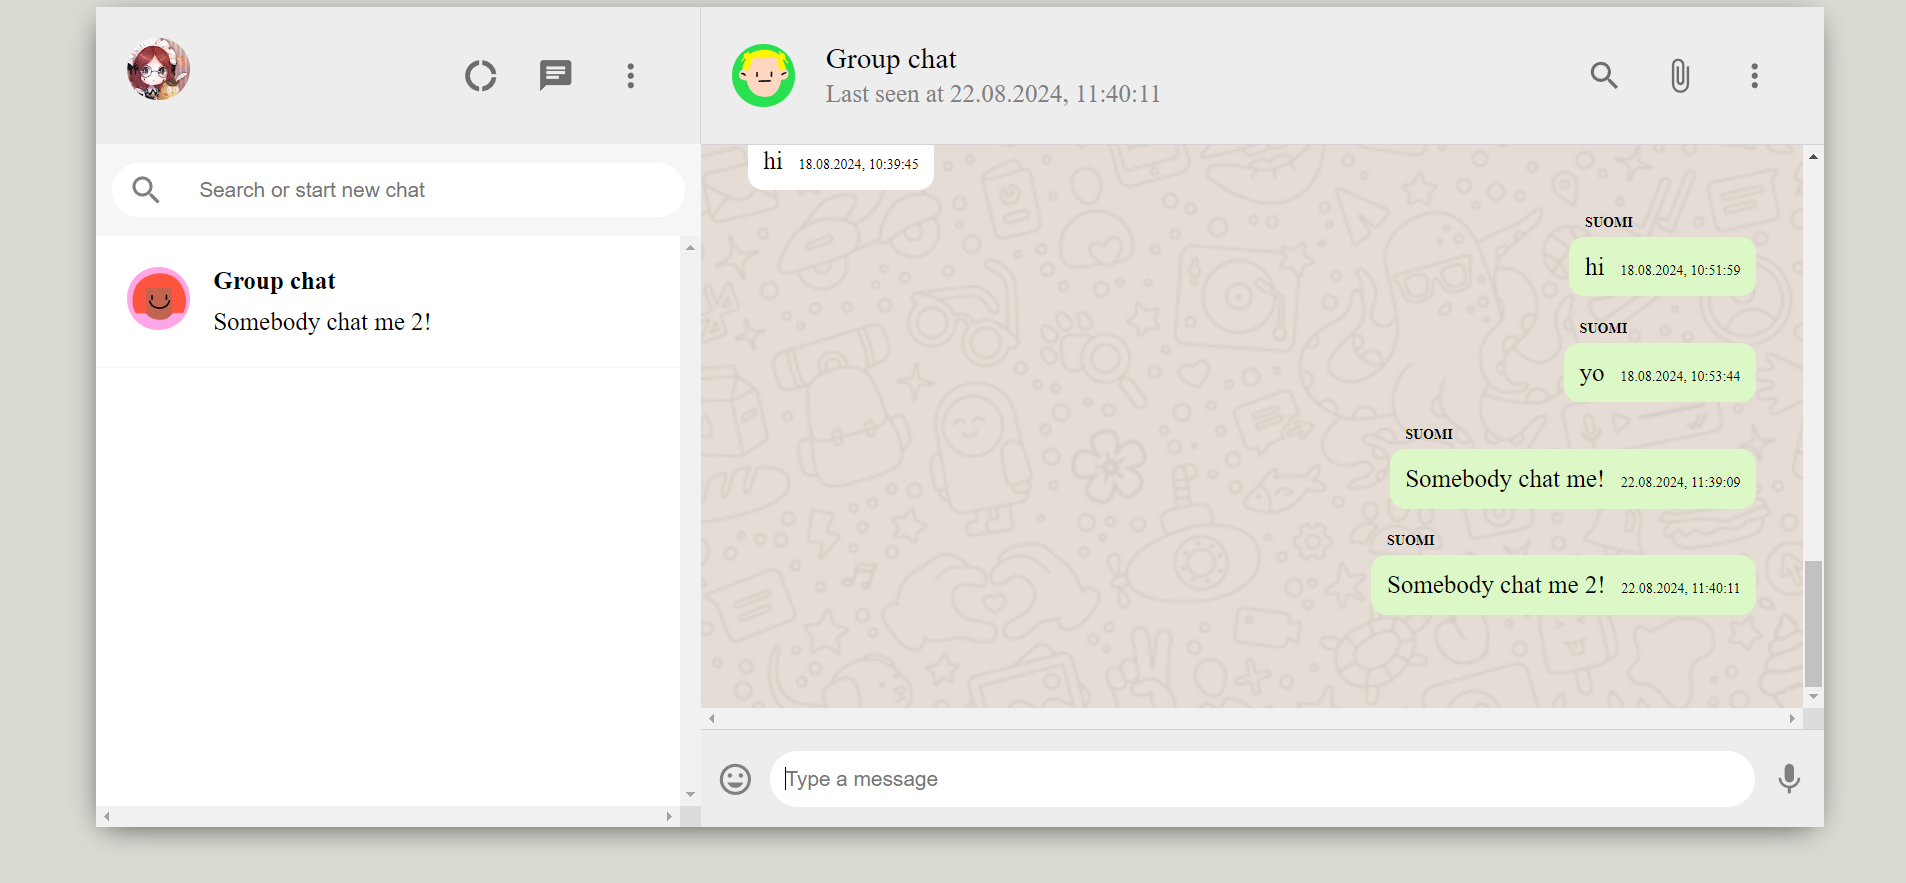 Group chat
Last seen at 22.08.2024, 11:40:11
Search or start new chat
Group chat
Somebody chat me 2!
hi 18.08.2024, 10:39:45
SUOMI
hi 18.08.2024, 10:51:59
SUOMI
yo 18.08.2024, 10:53:44
SUOMI
Somebody chat me! 22.08.2024, 11:39:09
SUOMI
Somebody chat me 2! 22.08.2024, 11:40:11
Type a message